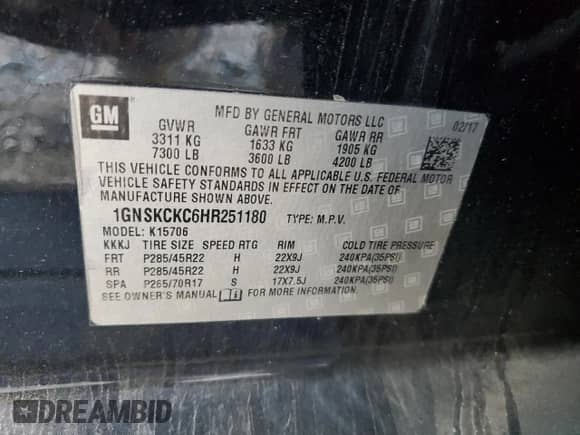 GM
MFD BY GENERAL MOTORS LLC
02/17
GVWR GAWR FRT GAWR RR
3311 KG 1633 KG 1905 KG
7300 LB 3600 LB 4200 LB
THIS VEHICLE CONFORMS TO ALL APPLICABLE U.S. FEDERAL MOTOR
VEHICLE SAFETY STANDARDS IN EFFECT ON THE DATE OF
MANUFACTURE SHOWN ABOVE.
1GNSKCKC6HR251180 TYPE: M.P.V.
MODEL: K15706
KKKJ TIRE SIZE SPEED RTG RIM COLD TIRE PRESSURE
FRT P285/45R22 H 22X9J 240KPA(35PSI)
RR P285/45R22 H 22X9J 240KPA(35PSI)
SPA P265/70R17 S 17X7.5J 240KPA(35PSI)
SEE OWNER'S MANUAL FOR MORE INFORMATION.
DREAMBID